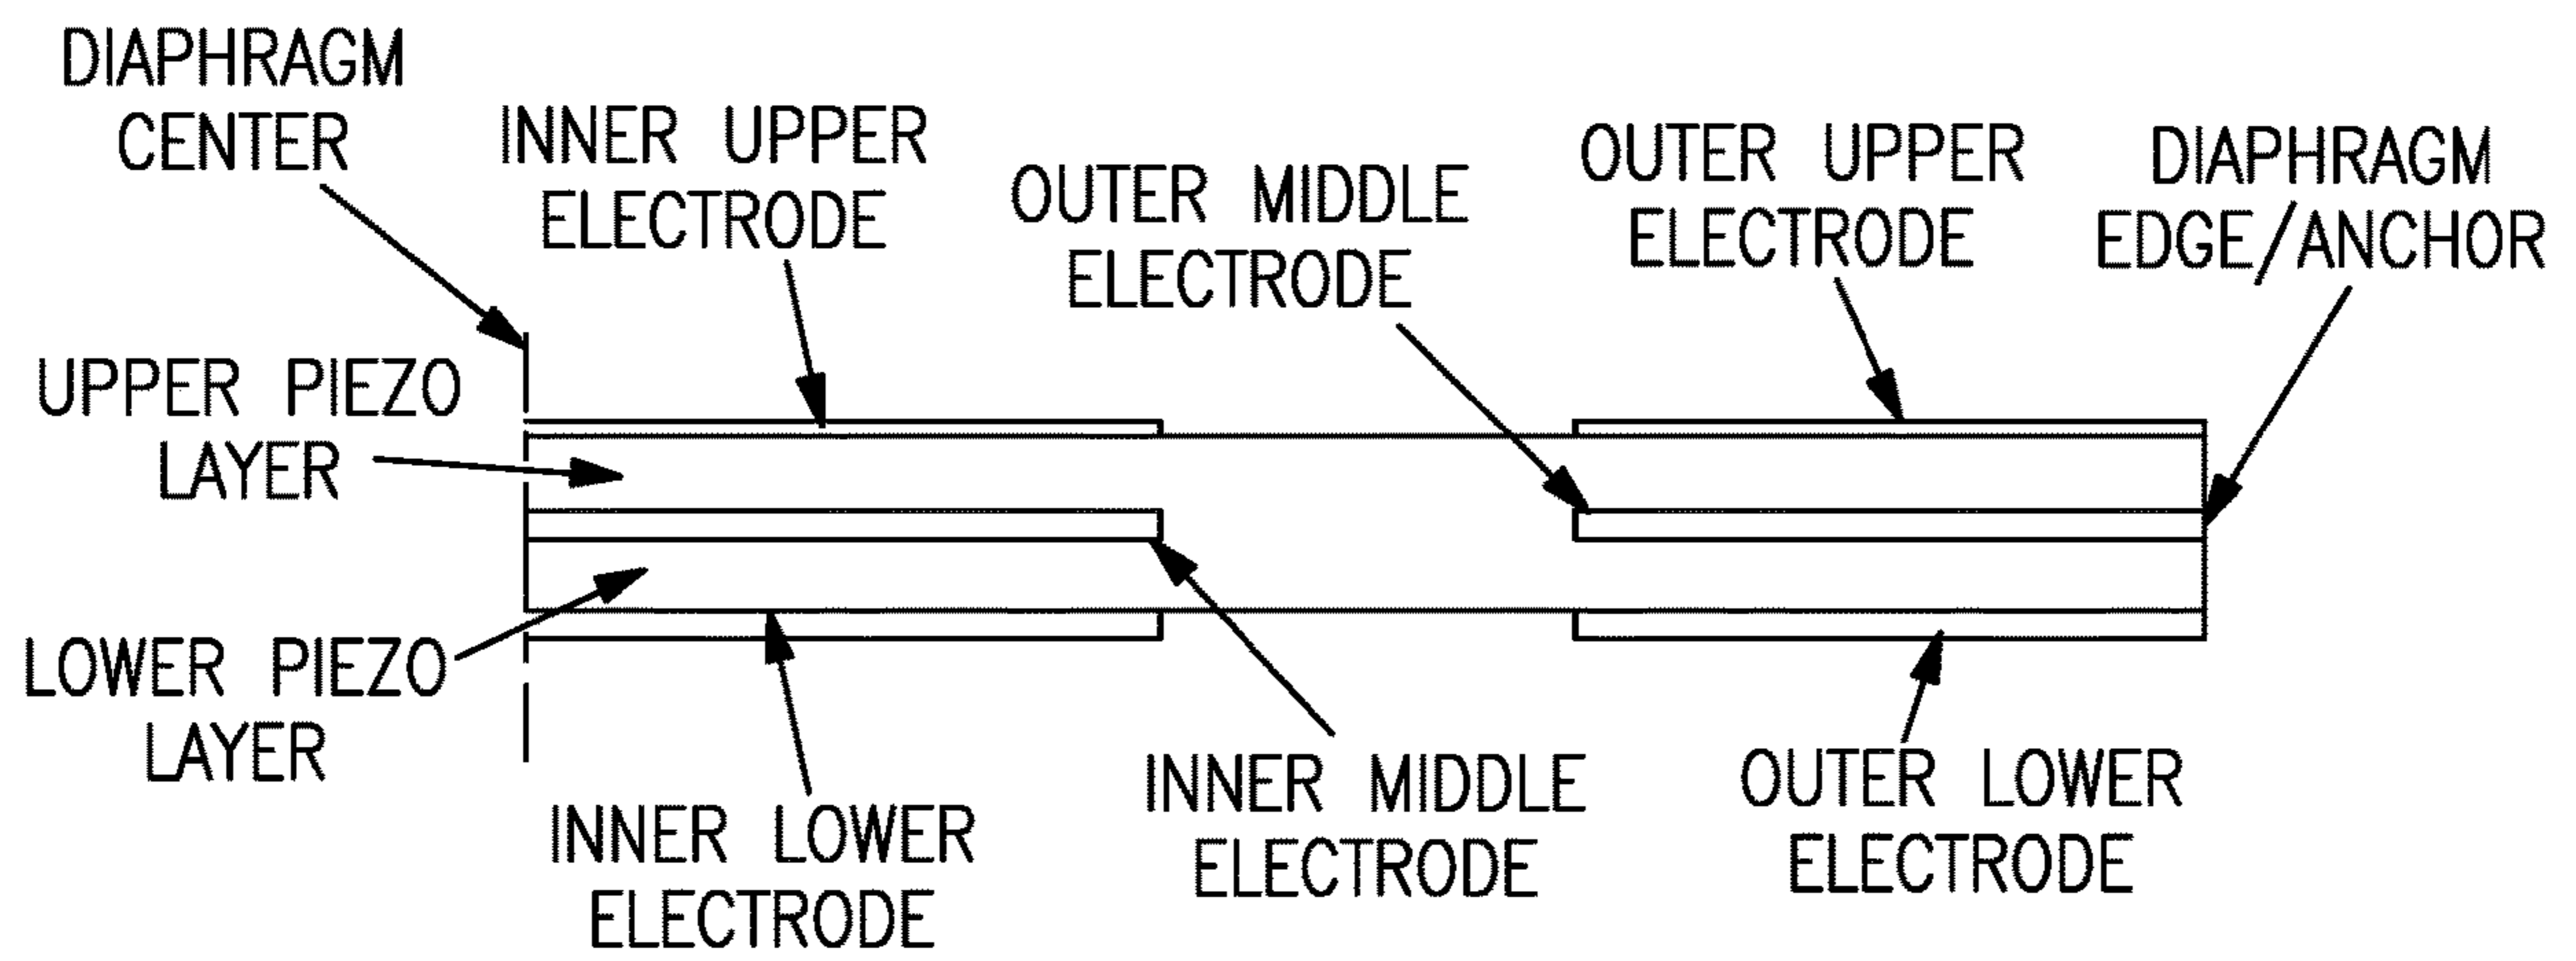 DIAPHRAGM
CENTER
INNER UPPER
ELECTRODE
OUTER MIDDLE
ELECTRODE
OUTER UPPER
ELECTRODE
DIAPHRAGM
EDGE/ANCHOR
UPPER PIEZO
LAYER
LOWER PIEZO
LAYER
INNER LOWER
ELECTRODE
INNER MIDDLE
ELECTRODE
OUTER LOWER
ELECTRODE